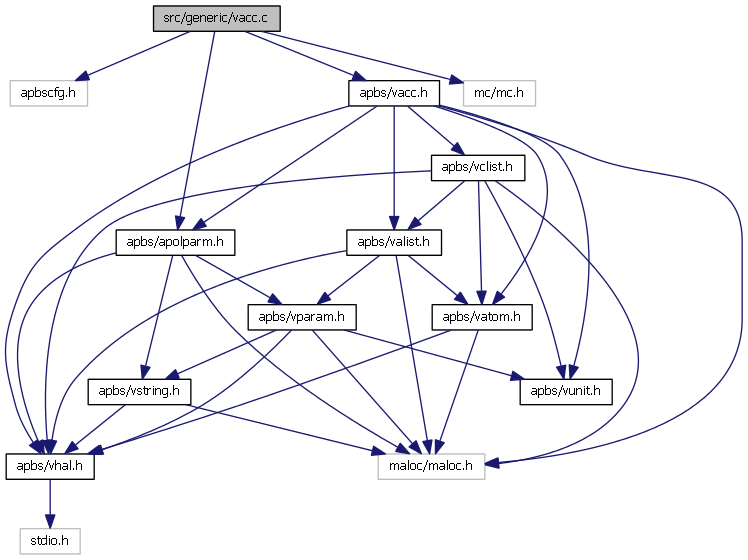 src/generic/vacc.c
apbscfg.h
apbs/vacc.h
mc/mc.h
apbs/vclist.h
apbs/apolparm.h
apbs/valist.h
apbs/vparam.h
apbs/vatom.h
apbs/vstring.h
apbs/vunit.h
apbs/vhal.h
maloc/maloc.h
stdio.h